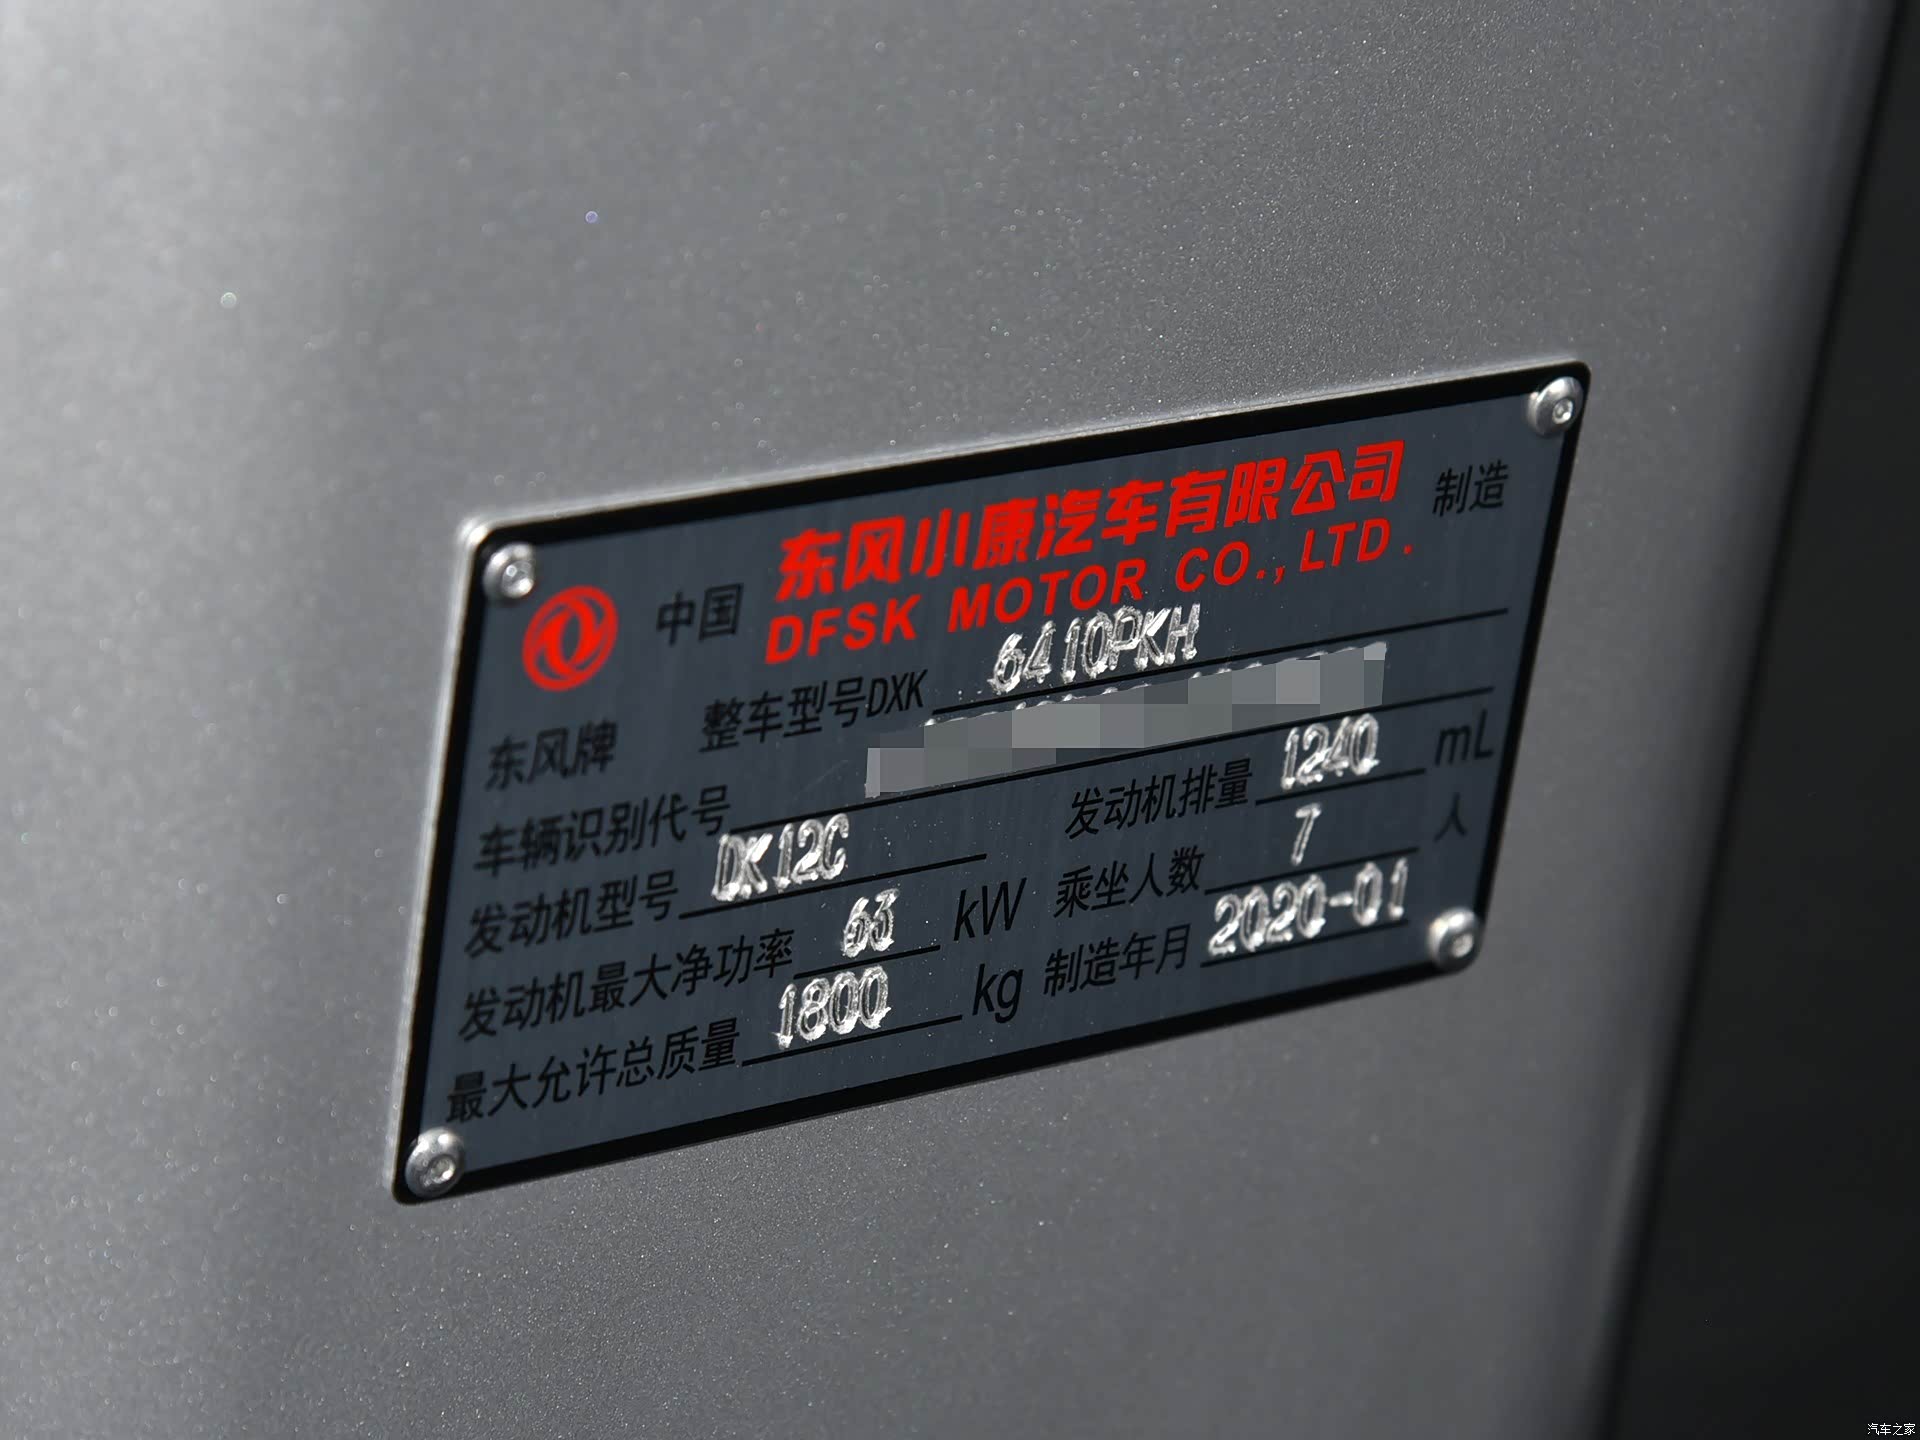 中国 东风小康汽车有限公司 制造
DFSK MOTOR CO., LTD.
东风牌 整车型号DXK 6410PKH
车辆识别代号
发动机型号 DK12C 发动机排量 1240 mL
发动机最大净功率 63 kW 乘坐人数 7 人
最大允许总质量 1800 kg 制造年月 2020-01
汽车之家